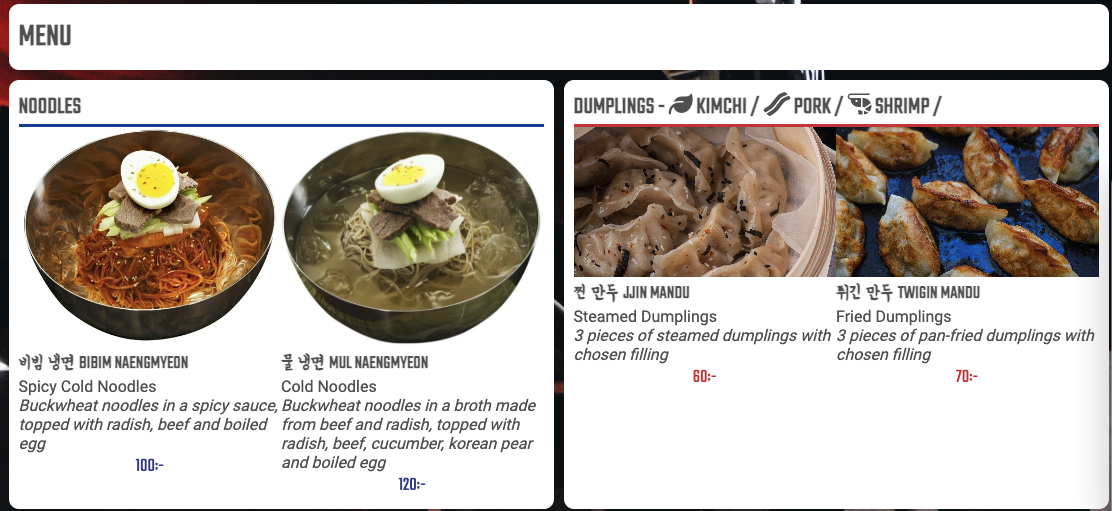 MENU
NOODLES
비빔 냉면 BIBIM NAENGMYEON
Spicy Cold Noodles
Buckwheat noodles in a spicy sauce,
topped with radish, beef and boiled
egg
100:-
물 냉면 MUL NAENGMYEON
Cold Noodles
Buckwheat noodles in a broth made
from beef and radish, topped with
radish, beef, cucumber, korean pear
and boiled egg
120:-
DUMPLINGS - KIMCHI / PORK / SHRIMP /
찐 만두 JJIN MANDU
Steamed Dumplings
3 pieces of steamed dumplings with
chosen filling
60:-
튀긴 만두 TWIGIN MANDU
Fried Dumplings
3 pieces of pan-fried dumplings with
chosen filling
70:-